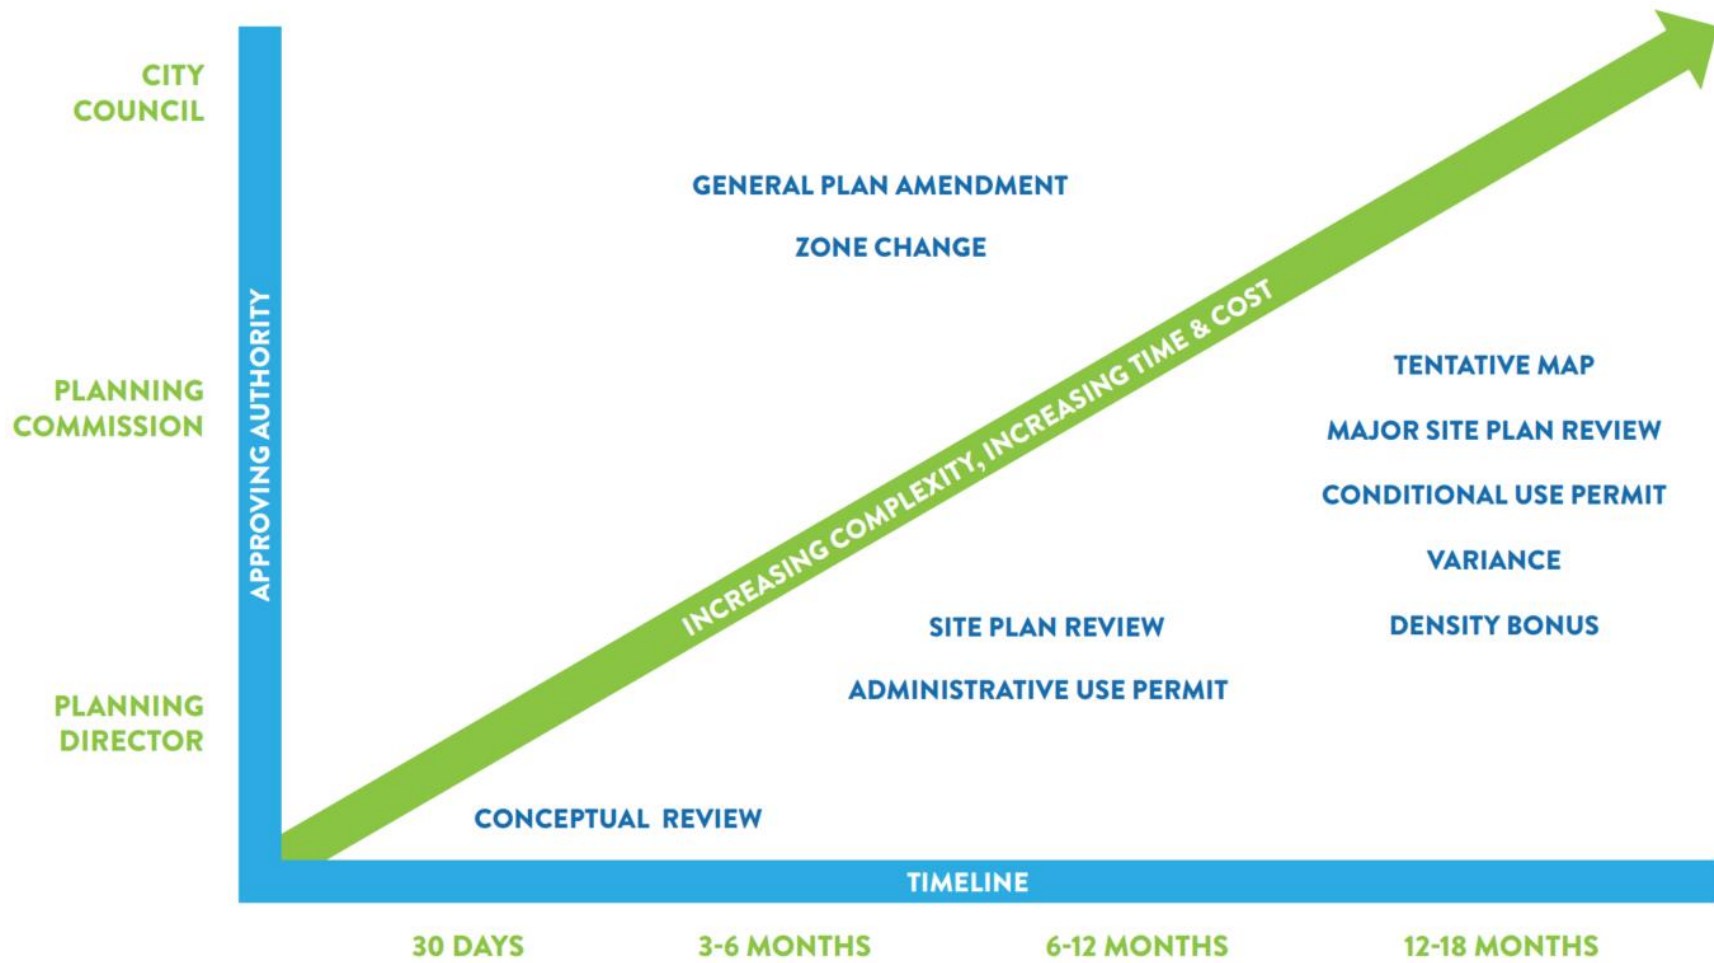 CITY
COUNCIL
GENERAL PLAN AMENDMENT
ZONE CHANGE
APPROVING AUTHORITY
INCREASING COMPLEXITY, INCREASING TIME & COST
PLANNING
COMMISSION
TENTATIVE MAP
MAJOR SITE PLAN REVIEW
CONDITIONAL USE PERMIT
VARIANCE
DENSITY BONUS
SITE PLAN REVIEW
ADMINISTRATIVE USE PERMIT
PLANNING
DIRECTOR
CONCEPTUAL REVIEW
TIMELINE
30 DAYS
3-6 MONTHS
6-12 MONTHS
12-18 MONTHS